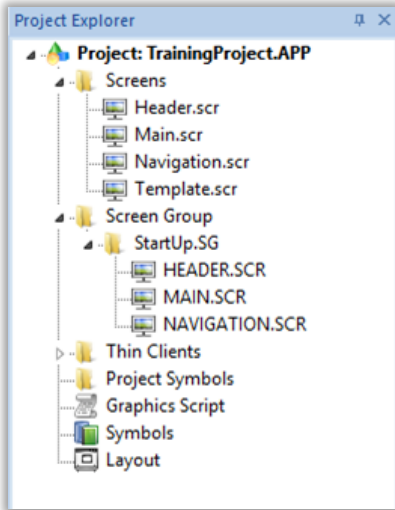 Project Explorer
Project: TrainingProject.APP
Screens
Header.scr
Main.scr
Navigation.scr
Template.scr
Screen Group
StartUp.SG
HEADER.SCR
MAIN.SCR
NAVIGATION.SCR
Thin Clients
Project Symbols
Graphics Script
Symbols
Layout